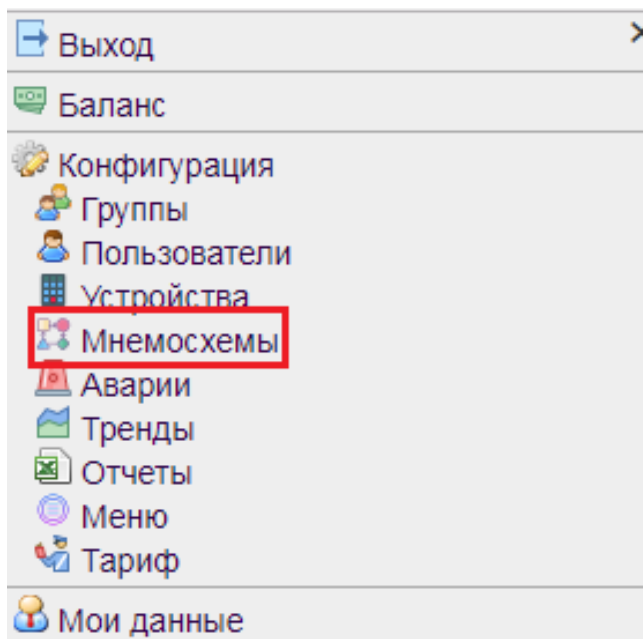 Выход
Баланс
Конфигурация
Группы
Пользователи
Устройства
Мнемосхемы
Аварии
Тренды
Отчеты
Меню
Тариф
Мои данные